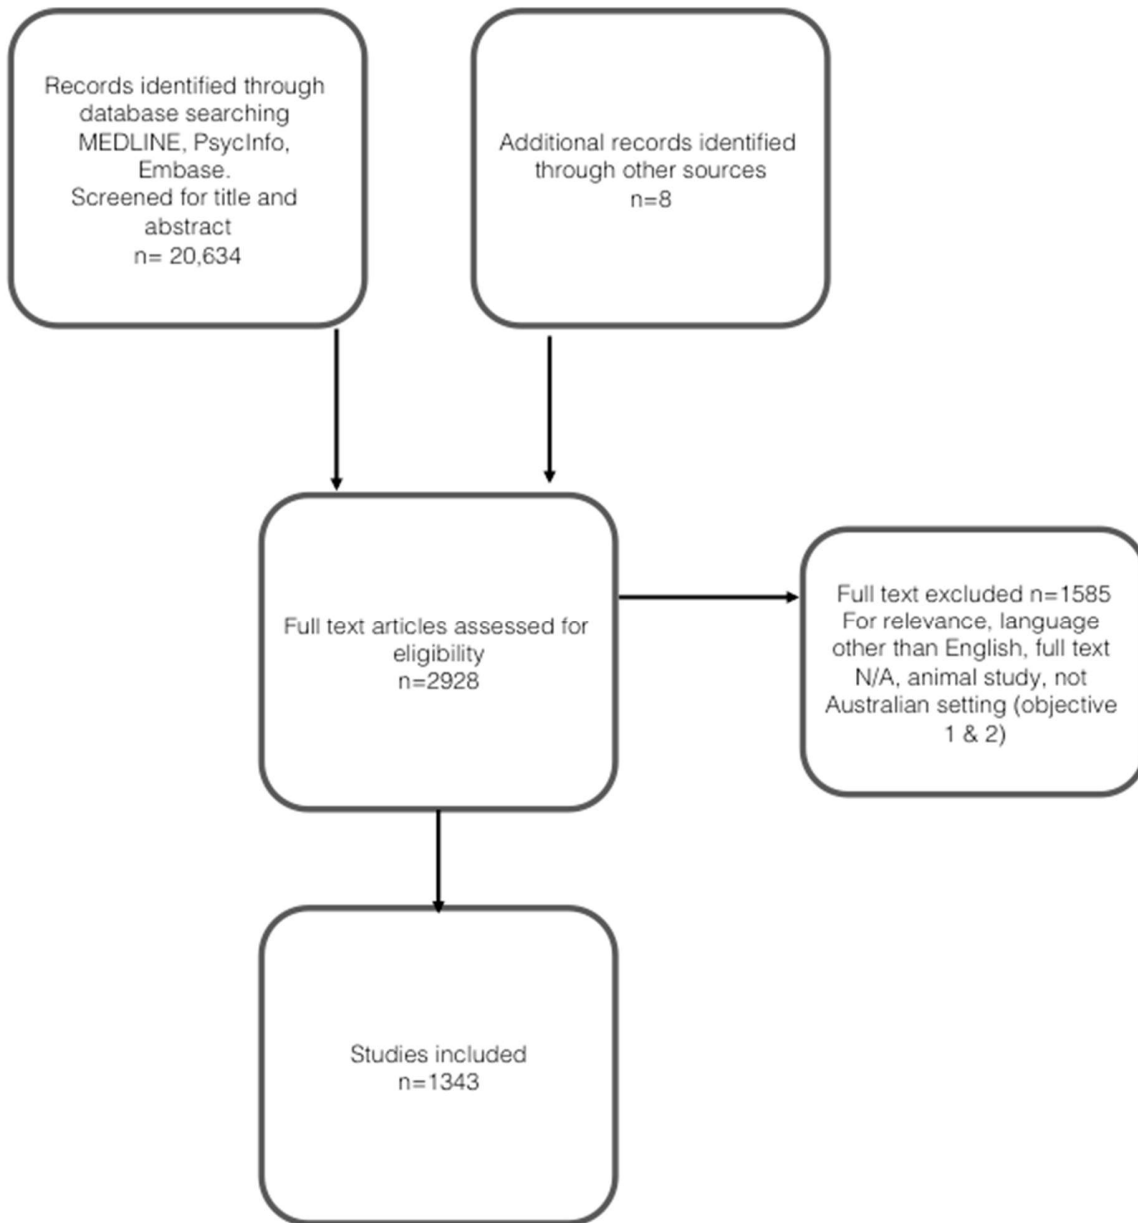 Records identified through
database searching
MEDLINE, PsycInfo,
Embase.
Screened for title and
abstract
n= 20,634
Additional records identified
through other sources
n=8
Full text articles assessed for
eligibility
n=2928
Full text excluded n=1585
For relevance, language
other than English, full text
N/A, animal study, not
Australian setting (objective
1 & 2)
Studies included
n=1343